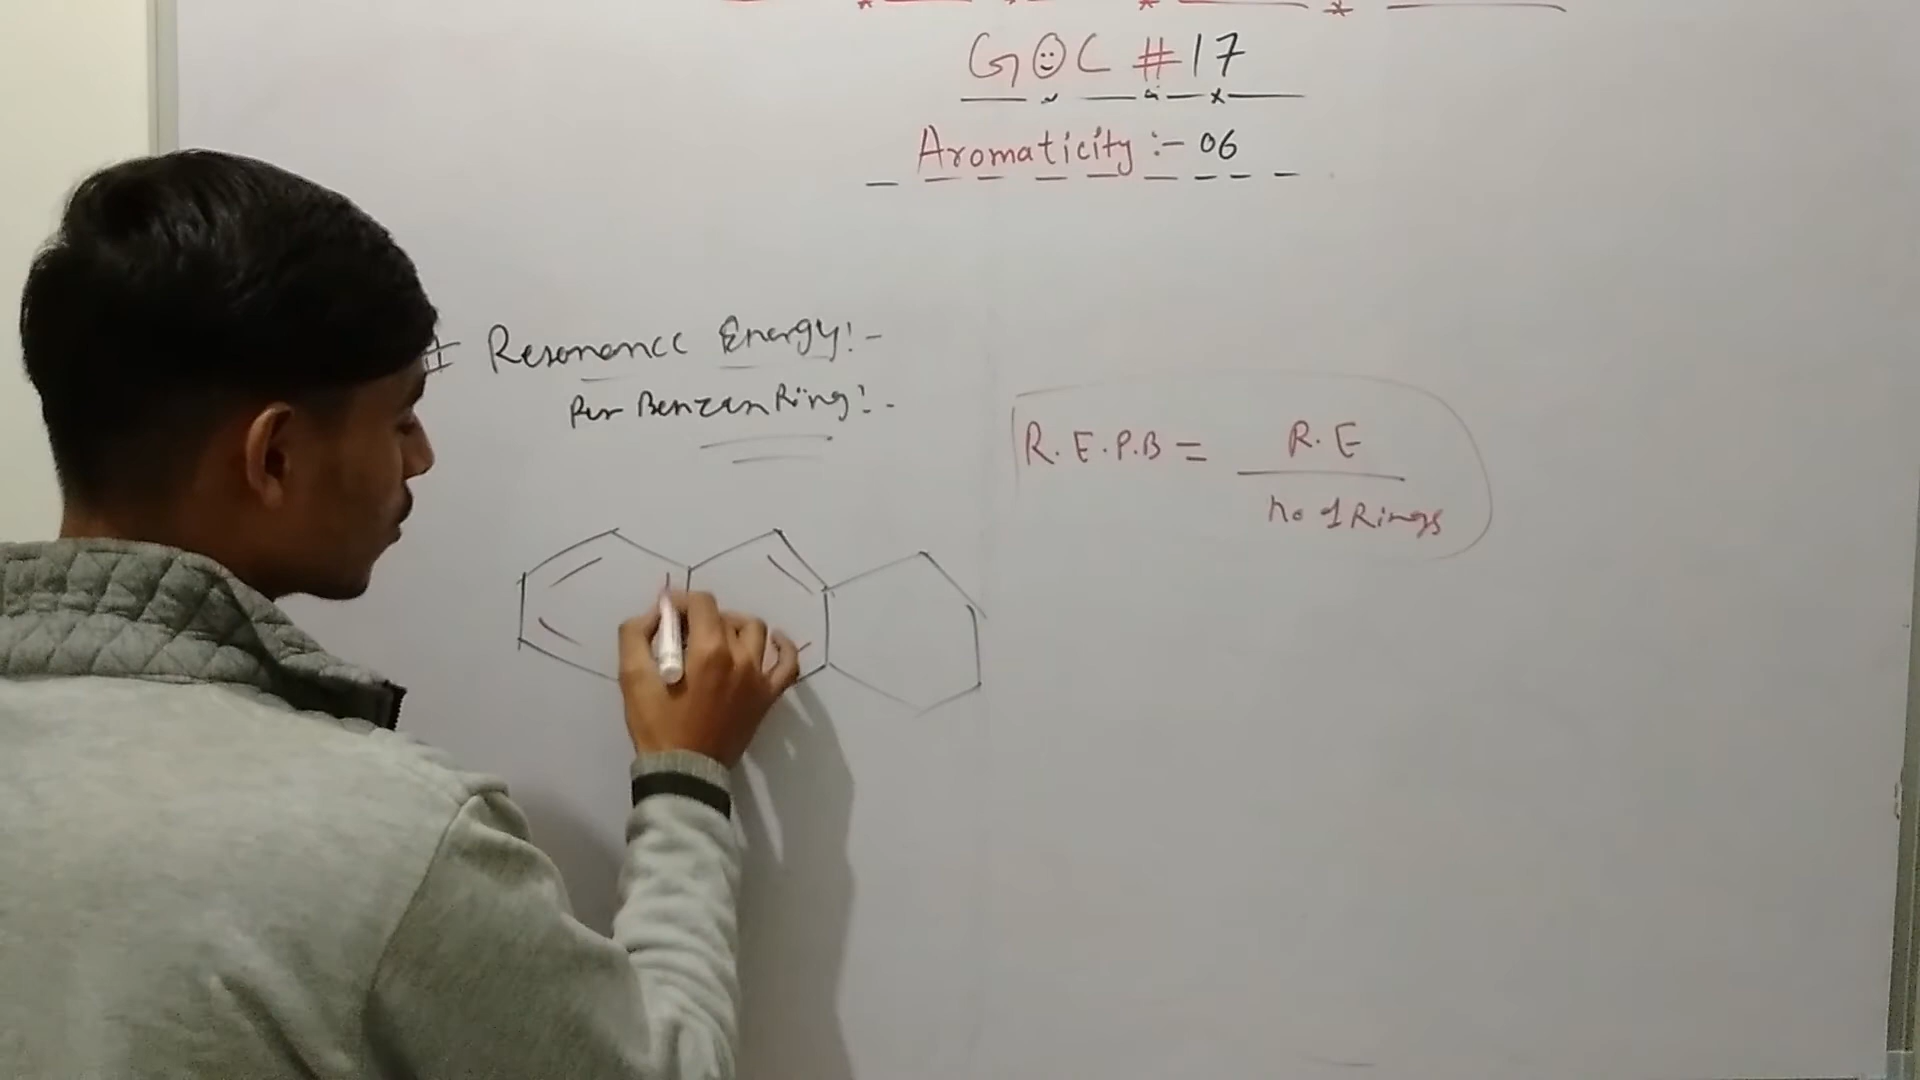 GOC #17
Aromaticity :- 06
# Resonance Energy :-
Per Benzen Ring :-
R.E.P.B = R.E
no of Rings